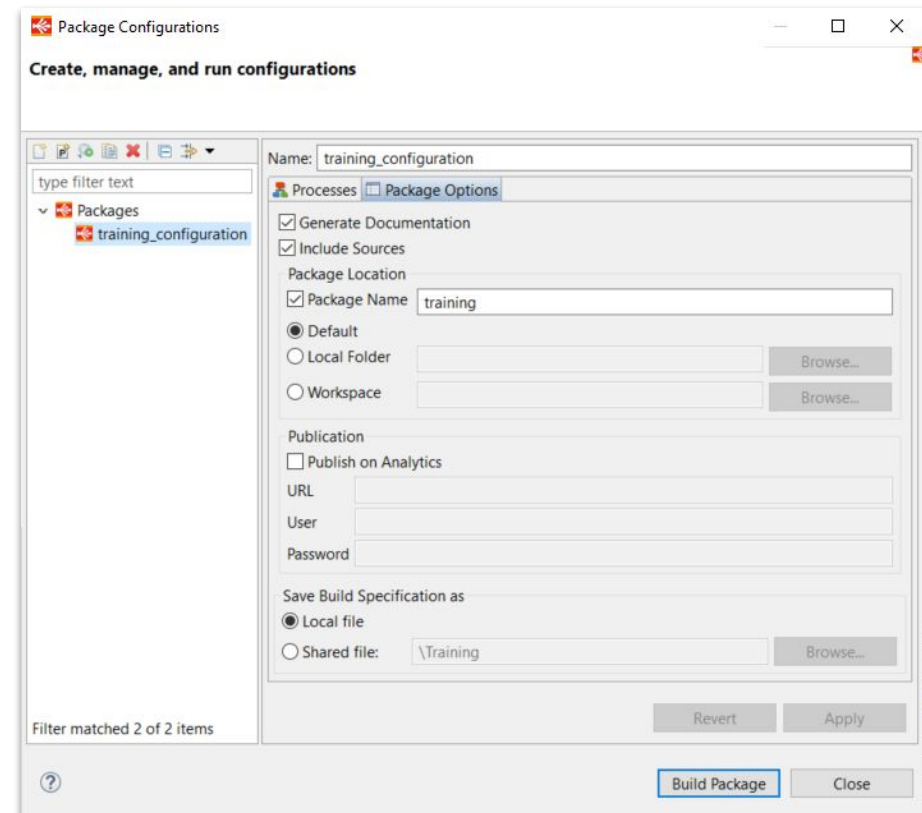 Package Configurations
Create, manage, and run configurations
Name: training_configuration
type filter text
Processes Package Options
Packages
training_configuration
Generate Documentation
Include Sources
Package Location
Package Name training
Default
Local Folder Browse...
Workspace Browse...
Publication
Publish on Analytics
URL
User
Password
Save Build Specification as
Local file
Shared file: \Training Browse...
Revert Apply
Filter matched 2 of 2 items
Build Package Close